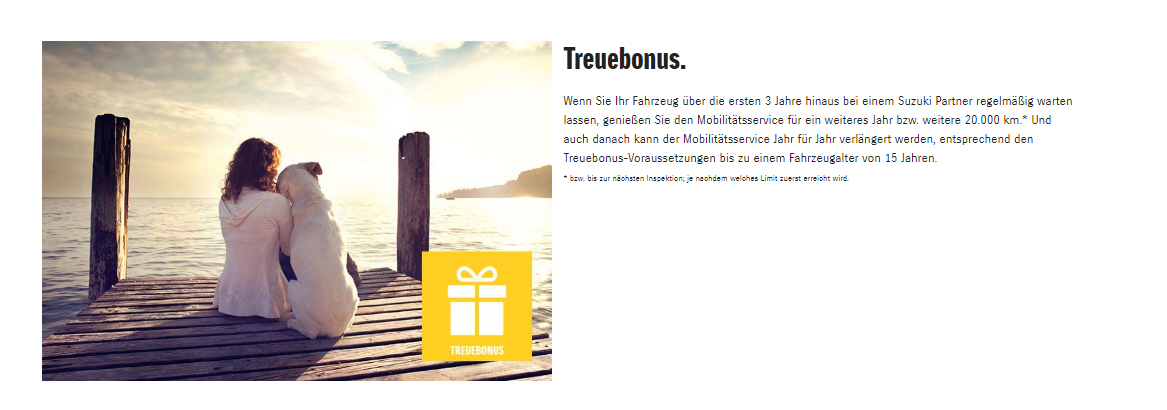 Treuebonus.
Wenn Sie Ihr Fahrzeug über die ersten 3 Jahre hinaus bei einem Suzuki Partner regelmäßig warten
lassen, genießen Sie den Mobilitätsservice für ein weiteres Jahr bzw. weitere 20.000 km.* Und
auch danach kann der Mobilitätsservice Jahr für Jahr verlängert werden, entsprechend den
Treuebonus-Voraussetzungen bis zu einem Fahrzeugalter von 15 Jahren.
* bzw. bis zur nächsten Inspektion; je nachdem welches Limit zuerst erreicht wird.
TREUEBONUS